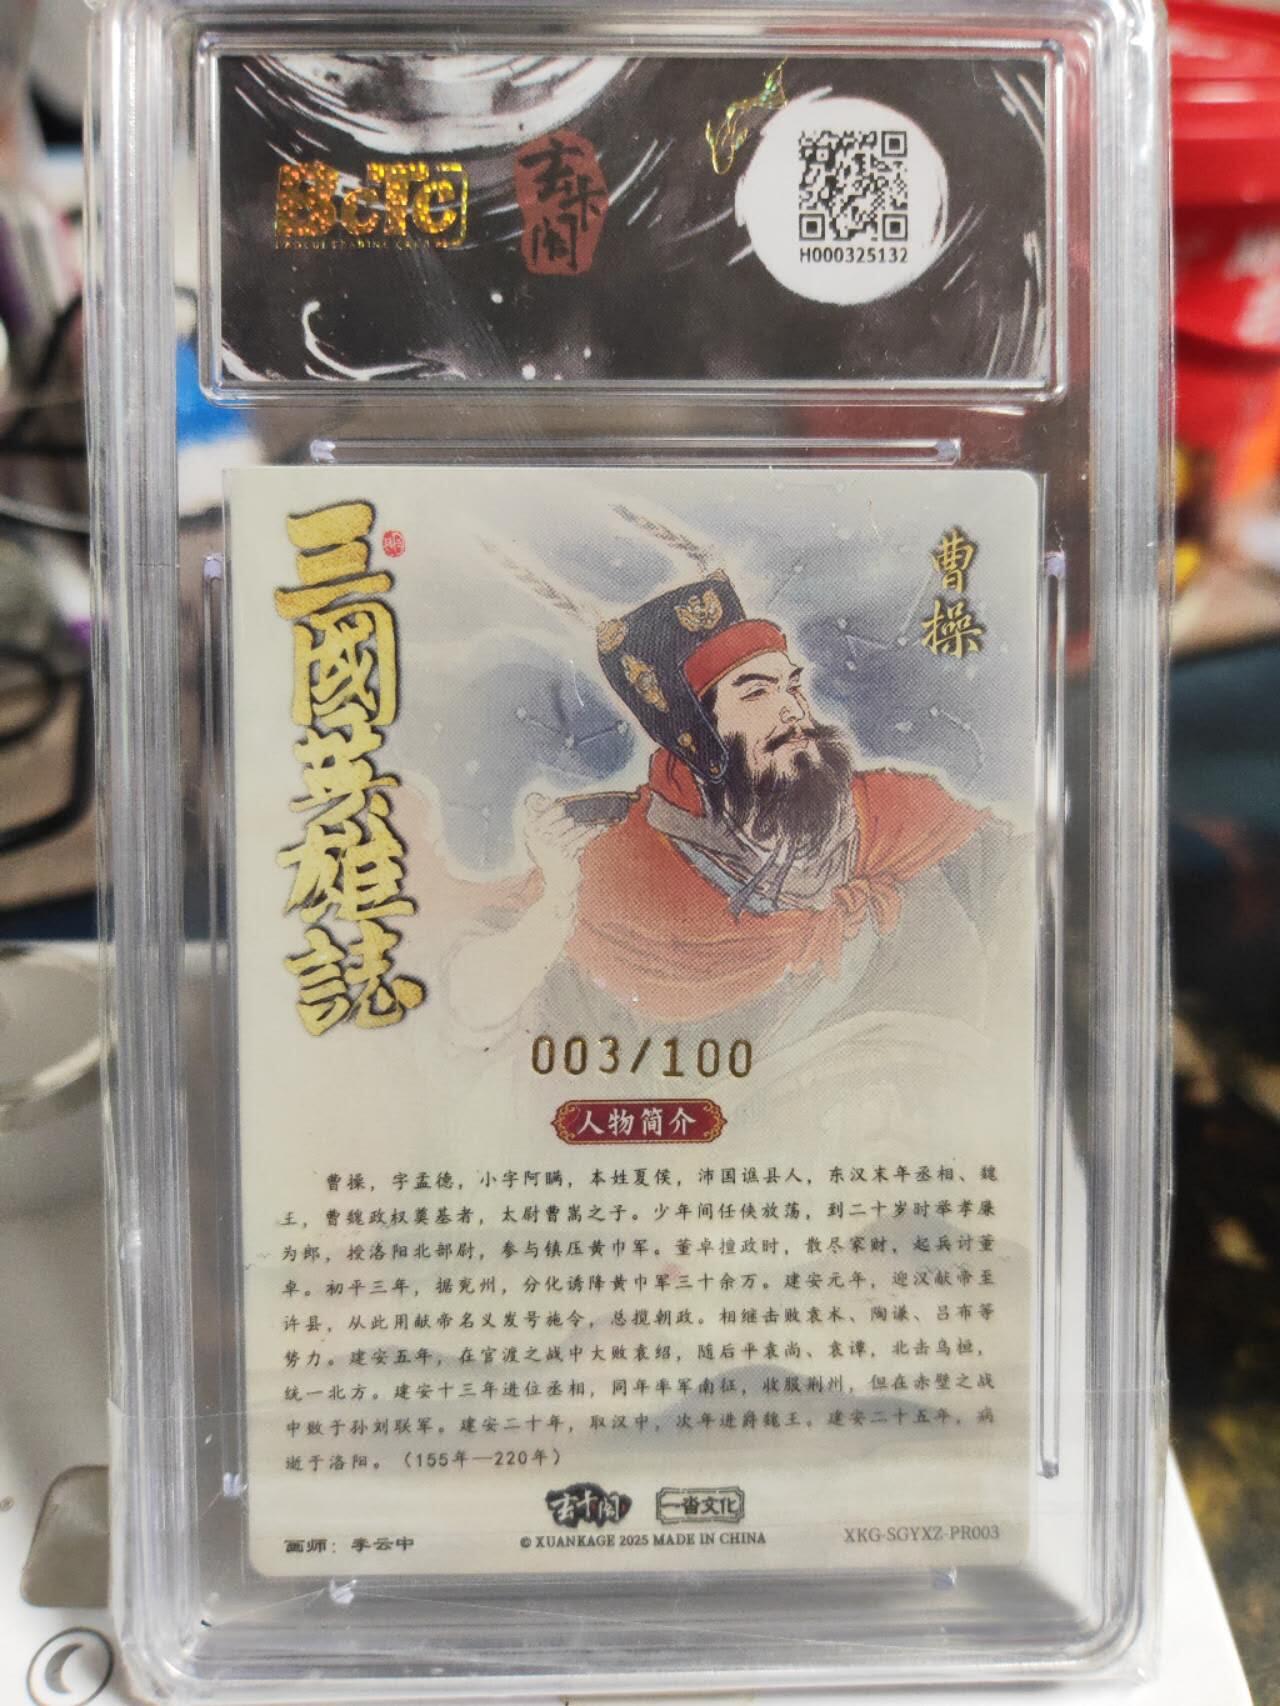 BcTc
玄卡阁
H000325132
三國英雄誌
曹操
003/100
人物简介
曹操，字孟德，小字阿瞒，本姓夏侯，沛国谯县人，东汉末年丞相、魏
王，曹魏政权奠基者，太尉曹嵩之子。少年间任侠放荡，到二十岁时举孝廉
为郎，授洛阳北部尉，参与镇压黄巾军。董卓擅政时，散尽家财，起兵讨董
卓。初平三年，据兖州，分化诱降黄巾军三十余万。建安元年，迎汉献帝至
许县，从此用献帝名义发号施令，总揽朝政。相继击败袁术、陶谦、吕布等
势力。建安五年，在官渡之战中大败袁绍，随后平袁尚、袁谭，北击乌桓，
统一北方。建安十三年进位丞相，同年率军南征，收服荆州，但在赤壁之战
中败于孙刘联军。建安二十年，取汉中，次年进爵魏王。建安二十五年，病
逝于洛阳。（155年—220年）
玄卡阁 一沓文化
画师：李云中
© XUANKAGE 2025 MADE IN CHINA
XKG-SGYXZ-PR003